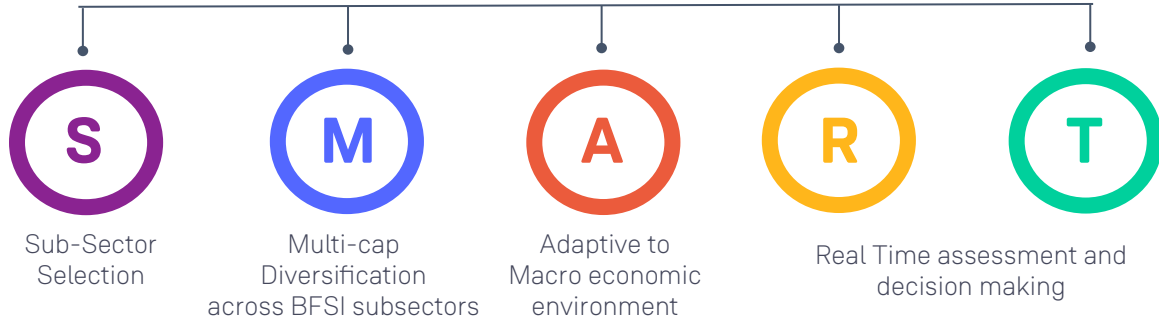 S
M
A
R
T
Sub-Sector
Selection
Multi-cap
Diversification
across BFSI subsectors
Adaptive to
Macro economic
environment
Real Time assessment and
decision making